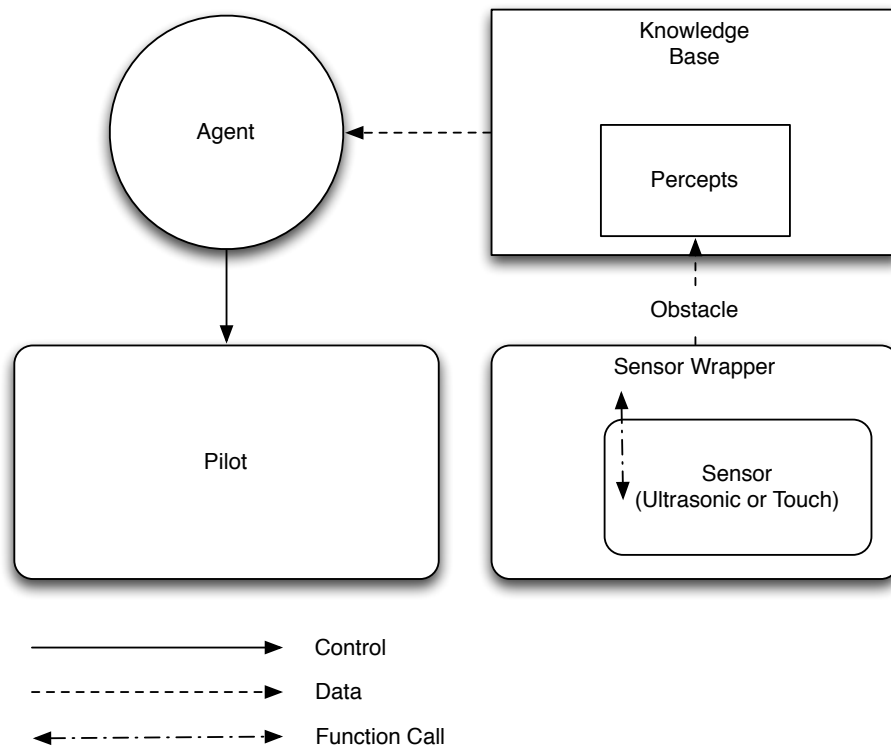 Agent
Knowledge
Base
Percepts
Obstacle
Pilot
Sensor Wrapper
Sensor
(Ultrasonic or Touch)
Control
Data
Function Call